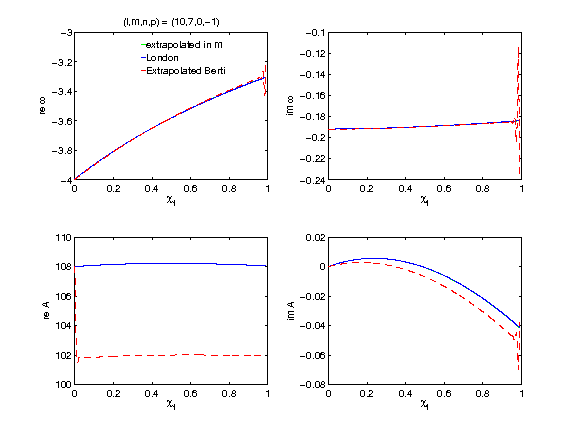 (l,m,n,p) = (10,7,0,-1)
-3
-3.2
-3.4
-3.6
-3.8
-4
re ω
0 0.2 0.4 0.6 0.8 1
χf
extrapolated in m
London
Extrapolated Berti
-0.1
-0.12
-0.14
-0.16
-0.18
-0.2
-0.22
-0.24
im ω
0 0.2 0.4 0.6 0.8 1
χf
110
108
106
104
102
100
re A
0 0.2 0.4 0.6 0.8 1
χf
0.02
0
-0.02
-0.04
-0.06
-0.08
im A
0 0.2 0.4 0.6 0.8 1
χf